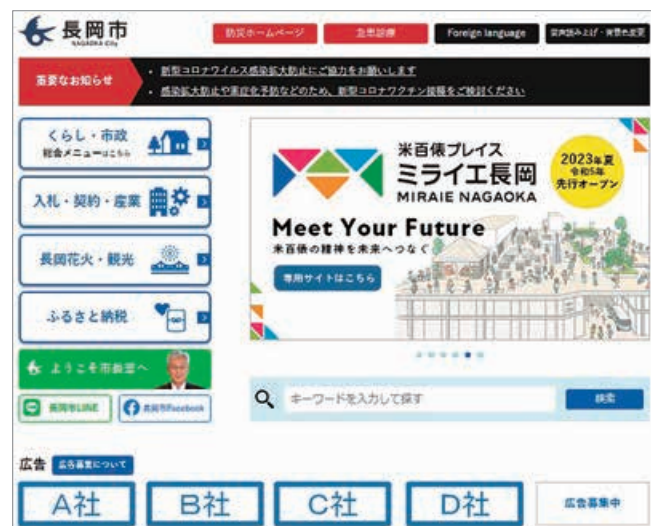 長岡市
NAGAOKA City
防災ホームページ
急患診療
Foreign language
音声読み上げ・背景色変更
重要なお知らせ
・ 新型コロナウイルス感染拡大防止にご協力をお願いします
・ 感染拡大防止や重症化予防などのため、新型コロナワクチン接種をご検討ください
くらし・市政
総合メニューはこちら
入札・契約・産業
長岡花火・観光
ふるさと納税
ようこそ市長室へ
長岡市LINE
長岡市Facebook
米百俵プレイス
ミライエ長岡
MIRAIE NAGAOKA
2023年夏
令和5年
先行オープン
Meet Your Future
米百俵の精神を未来へつなぐ
専用サイトはこちら
キーワードを入力して探す
検索
広告
広告募集について
A社
B社
C社
D社
広告募集中